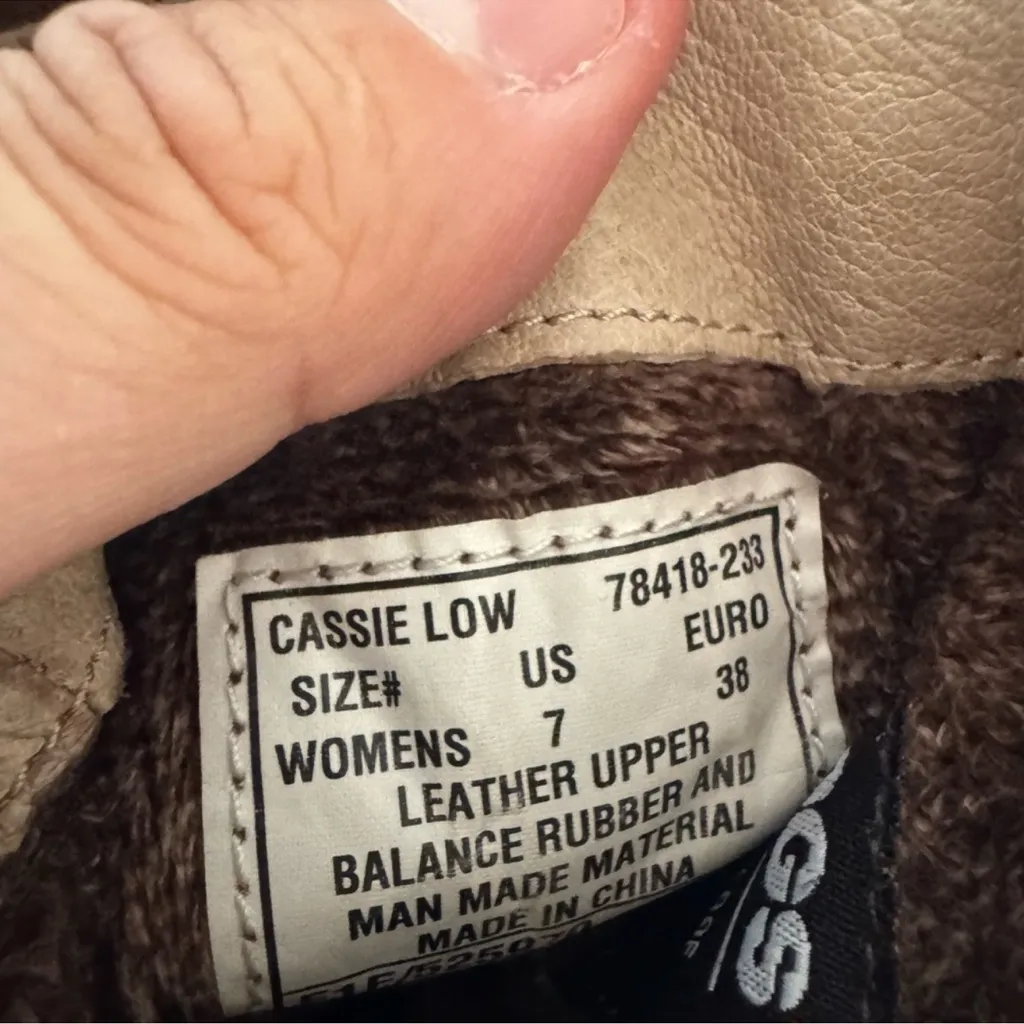 CASSIE LOW 78418-233
SIZE# US EURO
WOMENS 7 38
LEATHER UPPER
BALANCE RUBBER AND
MAN MADE MATERIAL
MADE IN CHINA
GS